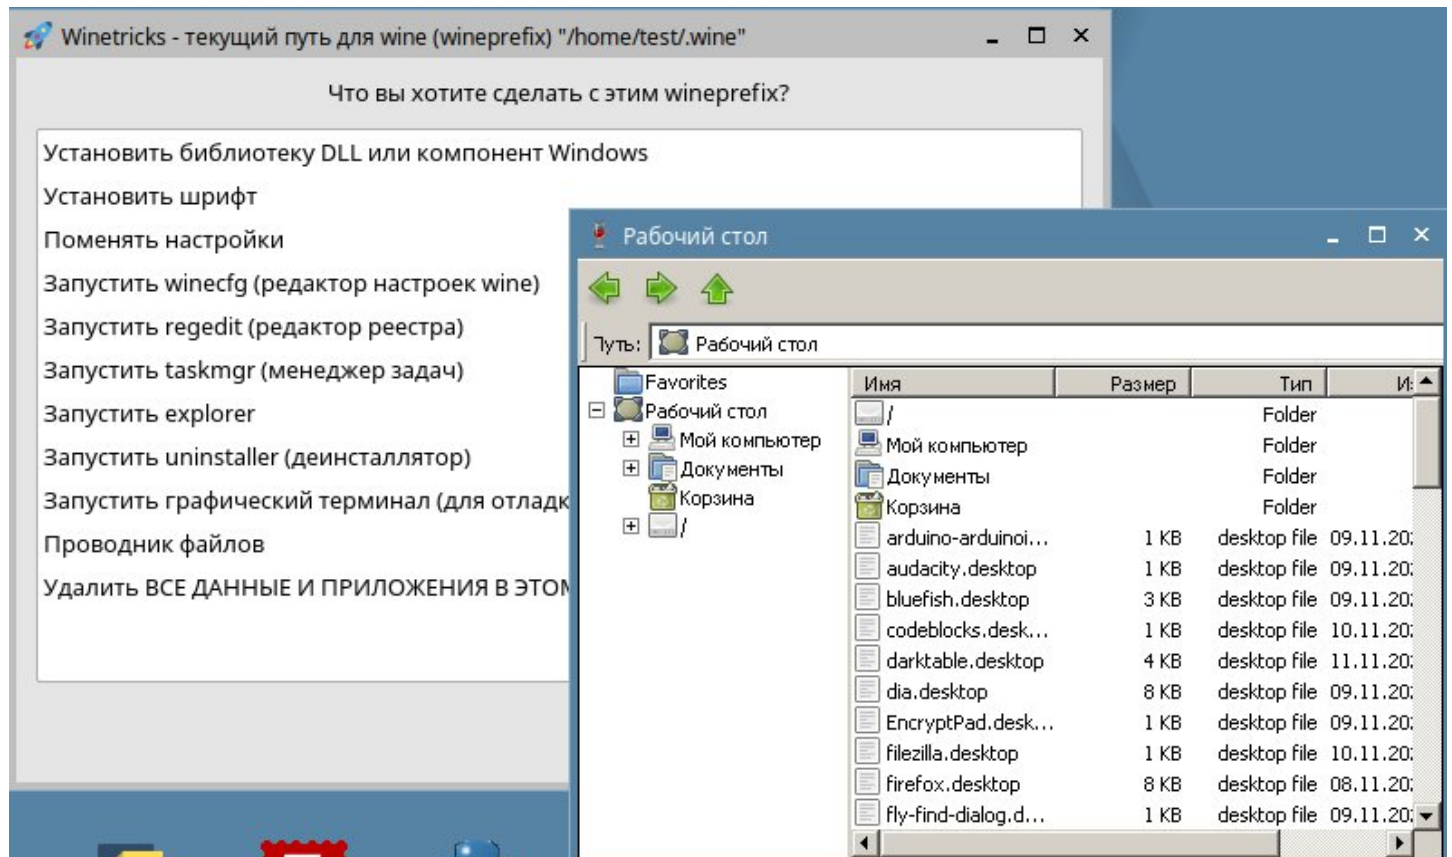 Winetricks - текущий путь для wine (wineprefix) "/home/test/.wine"
Что вы хотите сделать с этим wineprefix?
Установить библиотеку DLL или компонент Windows
Установить шрифт
Поменять настройки
Запустить winecfg (редактор настроек wine)
Запустить regedit (редактор реестра)
Запустить taskmgr (менеджер задач)
Запустить explorer
Запустить uninstaller (деинсталлятор)
Запустить графический терминал (для
Проводник файлов
Удалить ВСЕ ДАННЫЕ И ПРИЛОЖЕНИЯ В
Рабочий стол
Путь: Рабочий стол
Favorites
Рабочий стол
Мой компьютер
Документы
Корзина
/
Имя Размер Тип
/ Folder
Мой компьютер Folder
Документы Folder
Корзина Folder
arduino-arduinoi... 1 KB desktop file 09.11.20
audacity.desktop 1 KB desktop file 09.11.20
bluefish.desktop 3 KB desktop file 09.11.20
codeblocks.desk... 1 KB desktop file 10.11.20
darktable.desktop 4 KB desktop file 11.11.20
dia.desktop 8 KB desktop file 09.11.20
EncryptPad.desk... 1 KB desktop file 09.11.20
filezilla.desktop 1 KB desktop file 10.11.20
firefox.desktop 8 KB desktop file 08.11.20
fly-find-dialog.d... 1 KB desktop file 09.11.20